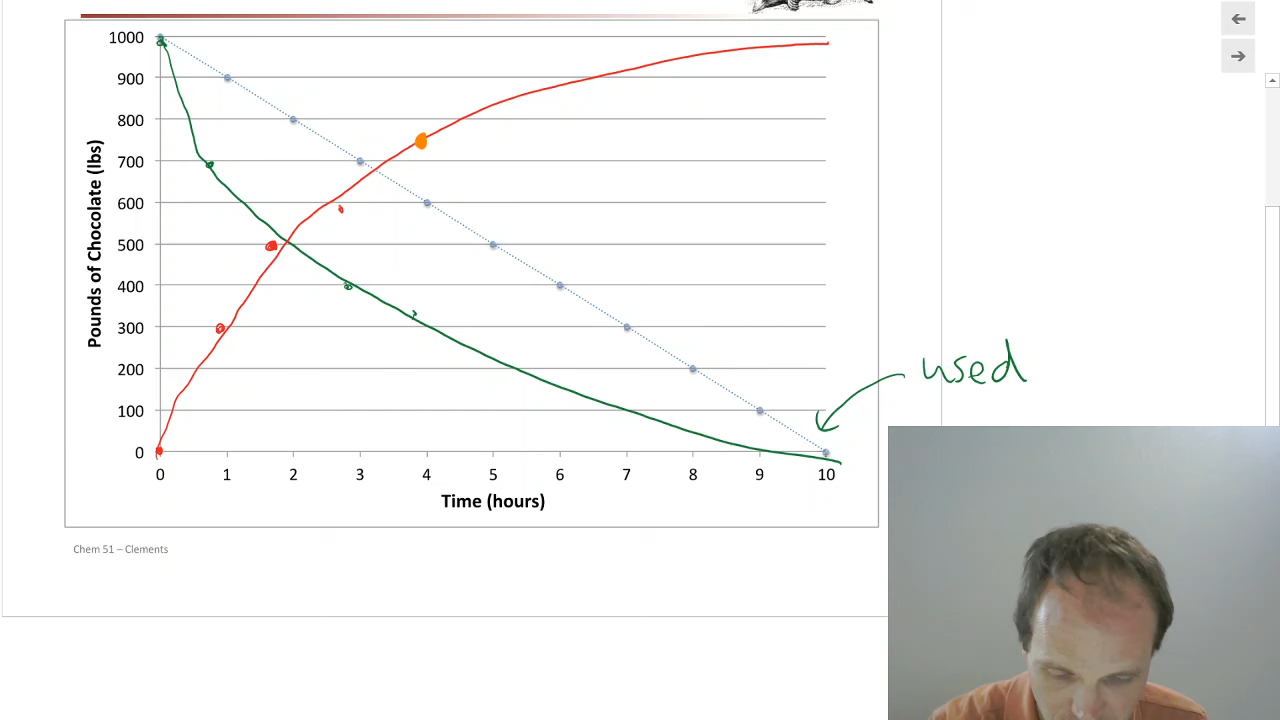 1000
900
800
700
600
500
400
300
200
100
0
Pounds of Chocolate (lbs)
0 1 2 3 4 5 6 7 8 9 10
Time (hours)
used
Chem 51 – Clements